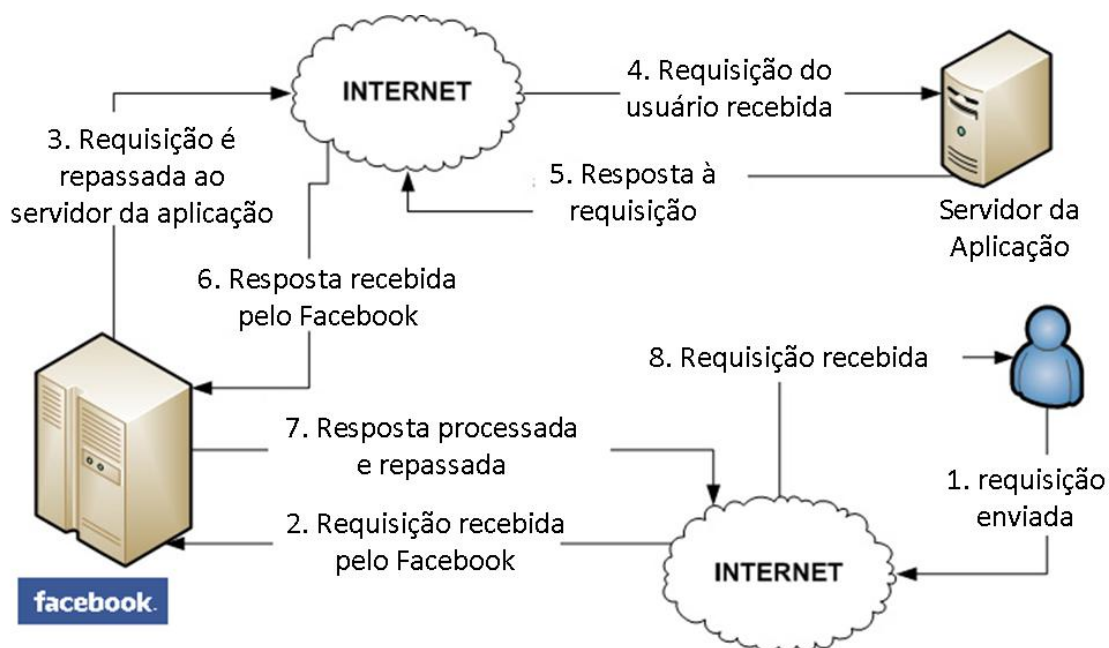 INTERNET
4. Requisição do
usuário recebida
3. Requisição é
repassada ao
servidor da aplicação
5. Resposta à
requisição
Servidor da
Aplicação
6. Resposta recebida
pelo Facebook
8. Requisição recebida
7. Resposta processada
e repassada
1. requisição
enviada
2. Requisição recebida
pelo Facebook
INTERNET
facebook.